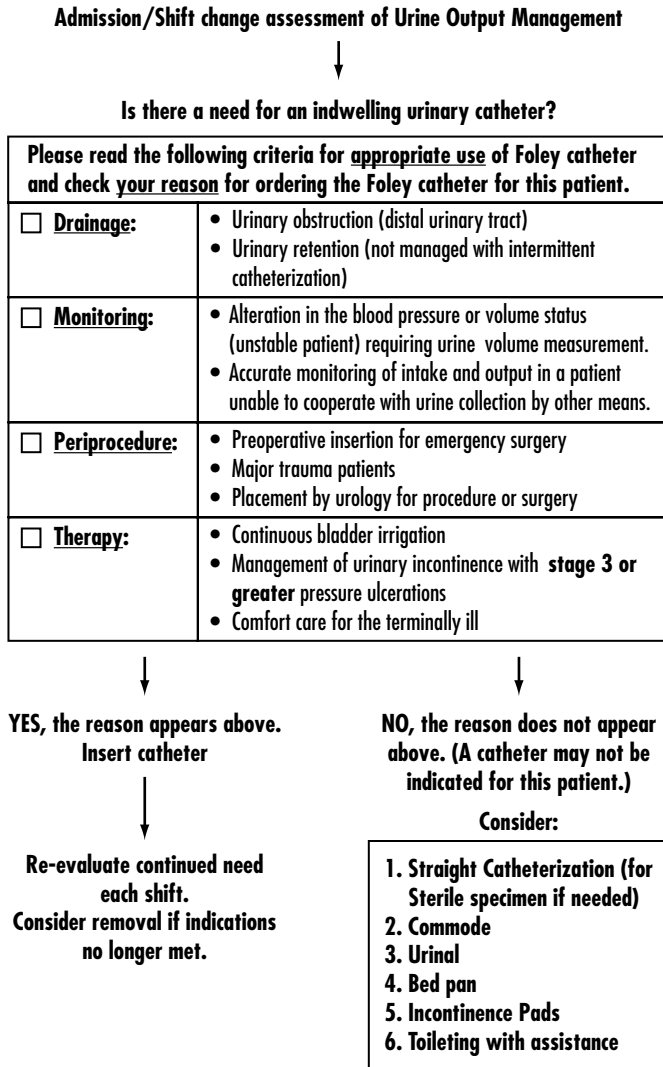 Admission/Shift change assessment of Urine Output Management
Is there a need for an indwelling urinary catheter?
Please read the following criteria for appropriate use of Foley catheter
and check your reason for ordering the Foley catheter for this patient.
☐ Drainage:
• Urinary obstruction (distal urinary tract)
• Urinary retention (not managed with intermittent
catheterization)
☐ Monitoring:
• Alteration in the blood pressure or volume status
(unstable patient) requiring urine volume measurement.
• Accurate monitoring of intake and output in a patient
unable to cooperate with urine collection by other means.
☐ Periprocedure:
• Preoperative insertion for emergency surgery
• Major trauma patients
• Placement by urology for procedure or surgery
☐ Therapy:
• Continuous bladder irrigation
• Management of urinary incontinence with stage 3 or
greater pressure ulcerations
• Comfort care for the terminally ill
YES, the reason appears above.
Insert catheter
Re-evaluate continued need
each shift.
Consider removal if indications
no longer met.
NO, the reason does not appear
above. (A catheter may not be
indicated for this patient.)
Consider:
1. Straight Catheterization (for
Sterile specimen if needed)
2. Commode
3. Urinal
4. Bed pan
5. Incontinence Pads
6. Toileting with assistance